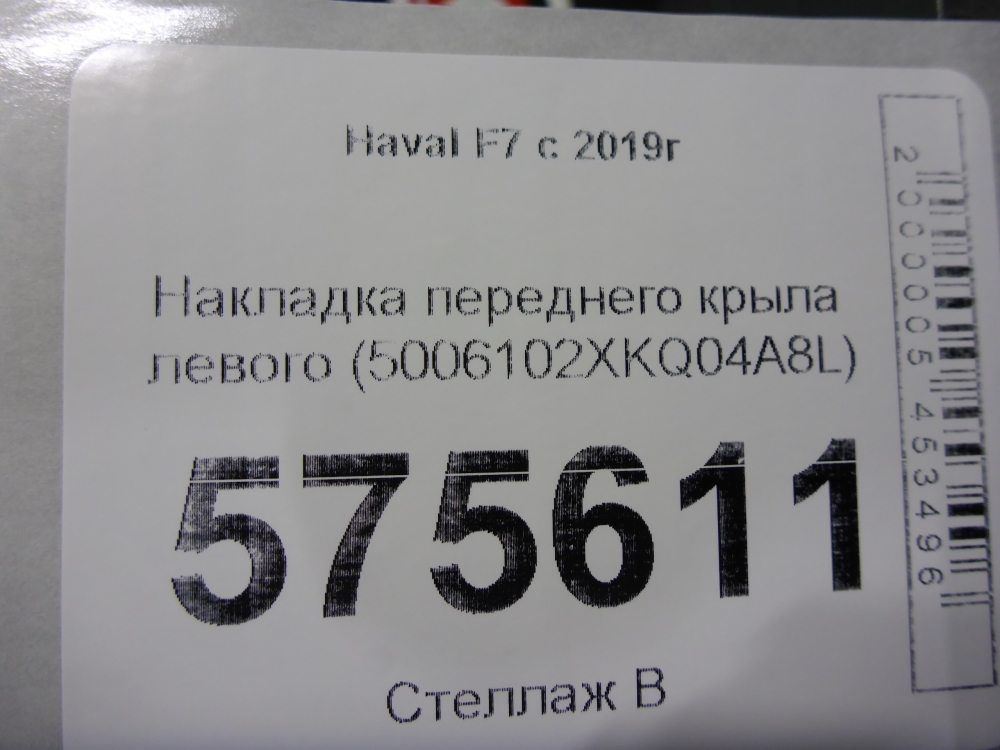 Haval F7 с 2019г
Накладка переднего крыла
левого (5006102XKQ04A8L)
575611
Стеллаж В
2000005453496